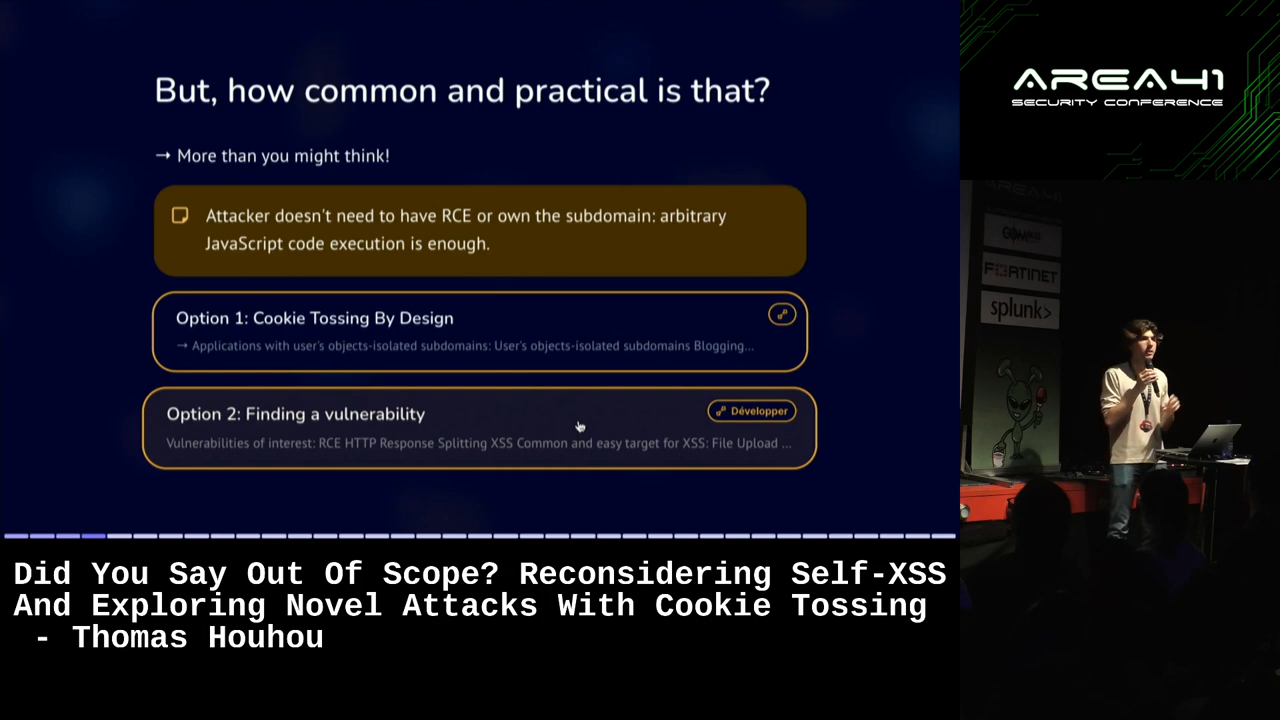 But, how common and practical is that?
→ More than you might think!
Attacker doesn't need to have RCE or own the subdomain: arbitrary
JavaScript code execution is enough.
Option 1: Cookie Tossing By Design
→ Applications with user's objects-isolated subdomains: User's objects-isolated subdomains Blogging...
Option 2: Finding a vulnerability
Développer
Vulnerabilities of interest: RCE HTTP Response Splitting XSS Common and easy target for XSS: File Upload ...
Did You Say Out Of Scope? Reconsidering Self-XSS
And Exploring Novel Attacks With Cookie Tossing
- Thomas Houhou
AREA41
SECURITY CONFERENCE
AREA41
FORTINET
splunk>